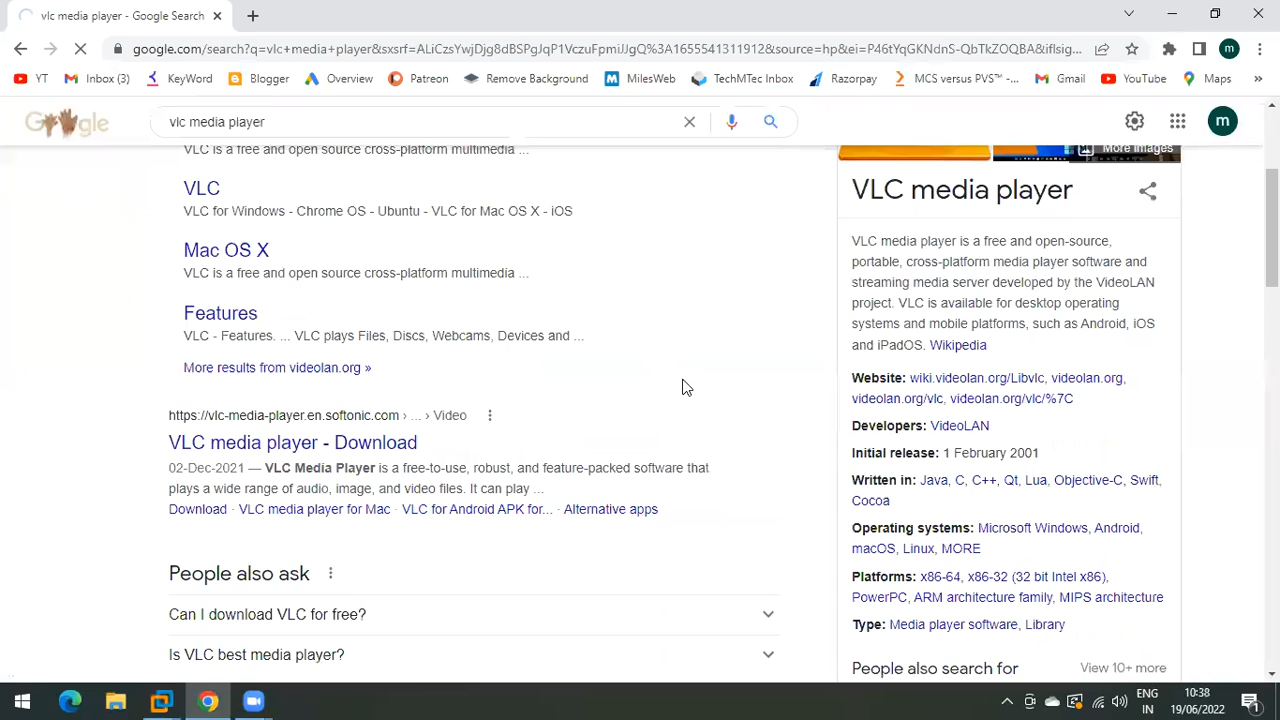 vlc media player - Google Search
google.com/search?q=vlc+media+player&sxsrf=ALiCzsYwjDjg8dBSPgJqP1VczuFpmiJJgQ%3A1655541311912&source=hp&ei=P46tYqGKNdnS-QbTkZOQBA&iflsig...
YT
Inbox (3)
KeyWord
Blogger
Overview
Patreon
Remove Background
MilesWeb
TechMTec Inbox
Razorpay
MCS versus PVS™-...
Gmail
YouTube
Maps
»
Google
vlc media player
m
m
VLC is a free and open source cross-platform multimedia ...
VLC
VLC for Windows - Chrome OS - Ubuntu - VLC for Mac OS X - iOS
Mac OS X
VLC is a free and open source cross-platform multimedia ...
Features
VLC - Features. ... VLC plays Files, Discs, Webcams, Devices and ...
More results from videolan.org »
https://vlc-media-player.en.softonic.com › ... › Video
VLC media player - Download
02-Dec-2021 — VLC Media Player is a free-to-use, robust, and feature-packed software that
plays a wide range of audio, image, and video files. It can play ...
Download · VLC media player for Mac · VLC for Android APK for... · Alternative apps
People also ask
Can I download VLC for free?
Is VLC best media player?
More images
VLC media player
VLC media player is a free and open-source,
portable, cross-platform media player software and
streaming media server developed by the VideoLAN
project. VLC is available for desktop operating
systems and mobile platforms, such as Android, iOS
and iPadOS. Wikipedia
Website: wiki.videolan.org/Libvlc, videolan.org,
videolan.org/vlc, videolan.org/vlc/%7C
Developers: VideoLAN
Initial release: 1 February 2001
Written in: Java, C, C++, Qt, Lua, Objective-C, Swift,
Cocoa
Operating systems: Microsoft Windows, Android,
macOS, Linux, MORE
Platforms: x86-64, x86-32 (32 bit Intel x86),
PowerPC, ARM architecture family, MIPS architecture
Type: Media player software, Library
People also search for
View 10+ more
ENG
IN
10:38
19/06/2022
1